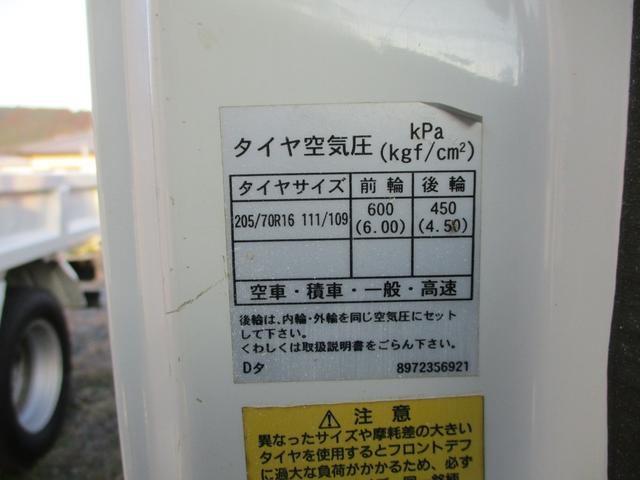 タイヤ空気圧 kPa (kgf/cm²)
タイヤサイズ 前輪 後輪
205/70R16 111/109 600 (6.00) 450 (4.50)
空車・積車・一般・高速
後輪は、内輪・外輪を同じ空気圧にセット
して下さい。
くわしくは取扱説明書をごらん下さい。
Dタ 8972356921
注意
異なったサイズや摩耗差の大きい
タイヤを使用するとフロントデフ
に過大な負荷がかかるため、必ず